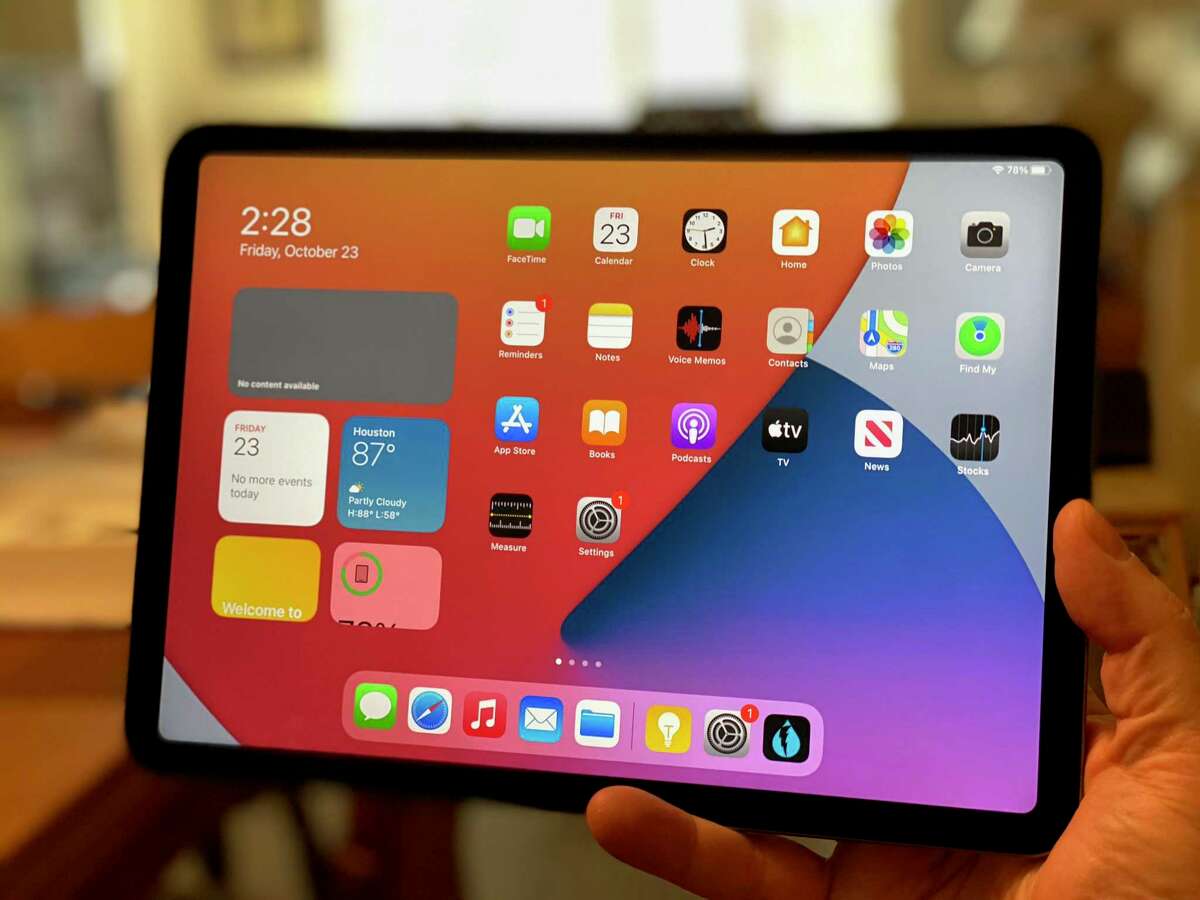 78%
2:28
Friday, October 23
No content available
FRIDAY
23
No more events
today
Houston
87°
Partly Cloudy
H:88° L:58°
Welcome to
FaceTime
FRI
23
Calendar
Clock
Home
Photos
Camera
1
Reminders
Notes
Voice Memos
Contacts
280
Maps
Find My
App Store
Books
Podcasts
tv
TV
News
Stocks
Measure
1
Settings
1